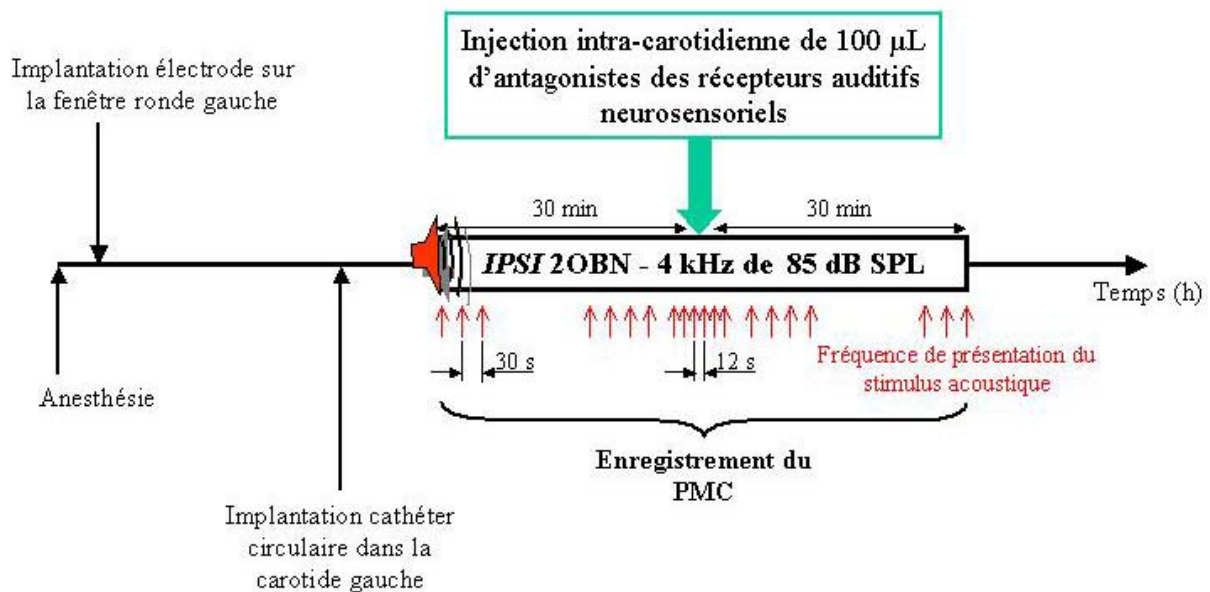 Injection intra-carotidienne de 100 µL
d'antagonistes des récepteurs auditifs
neurosensoriels
Implantation électrode sur
la fenêtre ronde gauche
30 min
30 min
IPSI 2OBN - 4 kHz de 85 dB SPL
Temps (h)
30 s
12 s
Fréquence de présentation du
stimulus acoustique
Anesthésie
Enregistrement du
PMC
Implantation cathéter
circulaire dans la
carotide gauche